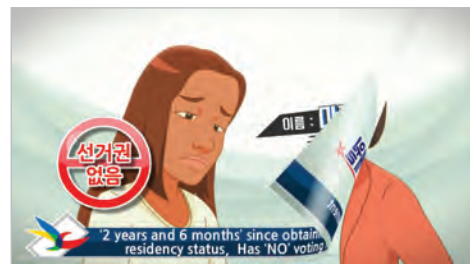 이름 :
선거권
없음
'2 years and 6 months' since obtain
residency status, Has 'NO' voting